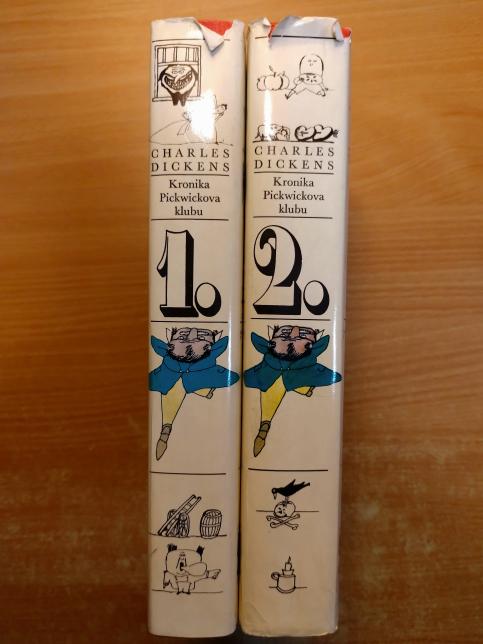 CHARLES
DICKENS
Kronika
Pickwickova
klubu
1.
CHARLES
DICKENS
Kronika
Pickwickova
klubu
2.